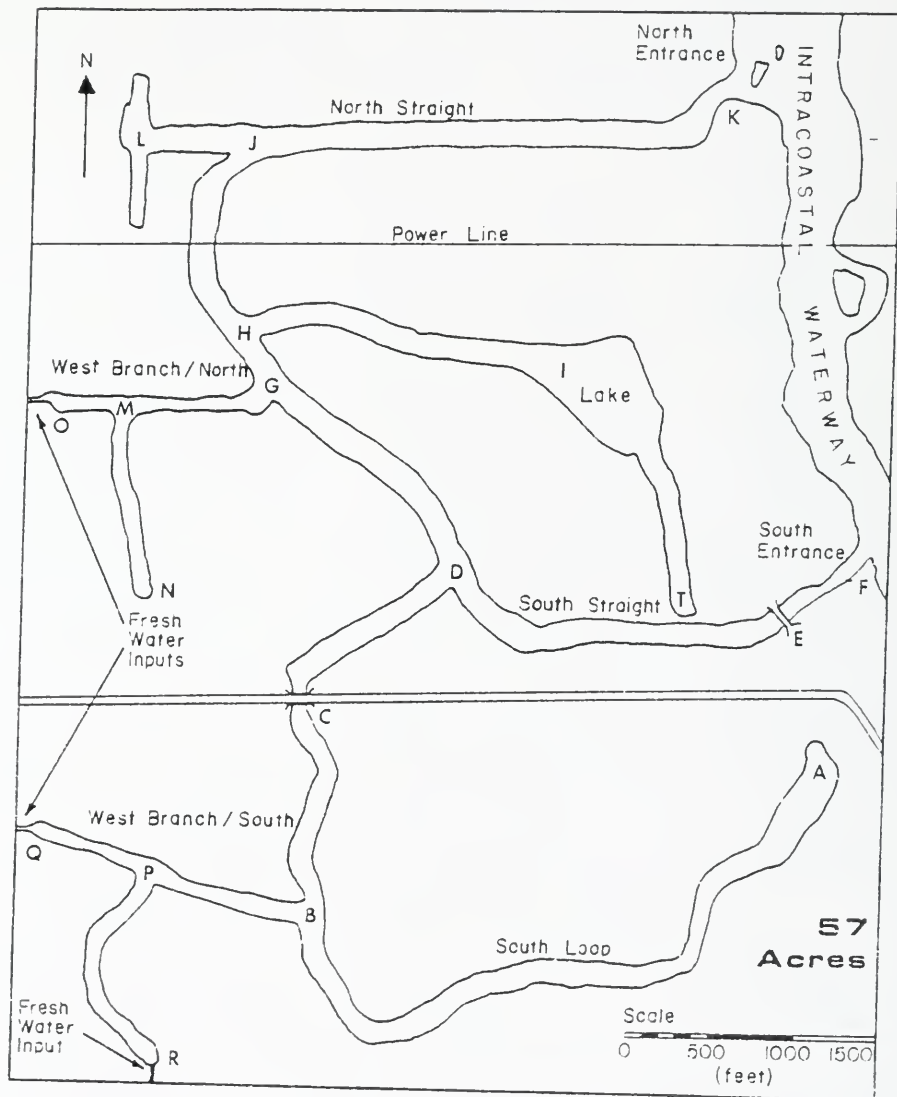 North
Entrance
N
INTRACOASTAL
WATERWAY
North Straight
K
L
J
Power Line
H
West Branch/North
I
Lake
G
M
O
South
Entrance
D
F
N
South Straight
T
E
Fresh
Water
Inputs
C
A
West Branch/South
Q
P
B
57
Acres
South Loop
Fresh
Water
Input
R
Scale
0 500 1000 1500
(feet)